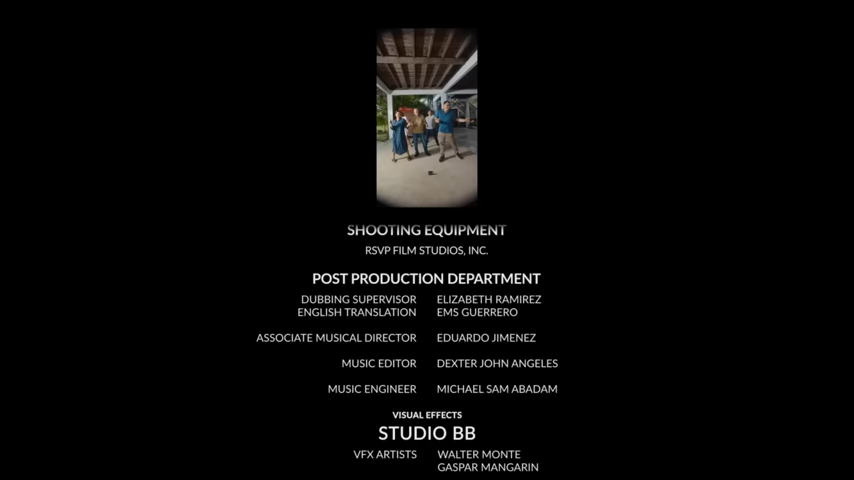 SHOOTING EQUIPMENT
RSVP FILM STUDIOS, INC.
POST PRODUCTION DEPARTMENT
DUBBING SUPERVISOR ELIZABETH RAMIREZ
ENGLISH TRANSLATION EMS GUERRERO
ASSOCIATE MUSICAL DIRECTOR EDUARDO JIMENEZ
MUSIC EDITOR DEXTER JOHN ANGELES
MUSIC ENGINEER MICHAEL SAM ABADAM
VISUAL EFFECTS
STUDIO BB
VFX ARTISTS WALTER MONTE
GASPAR MANGARIN